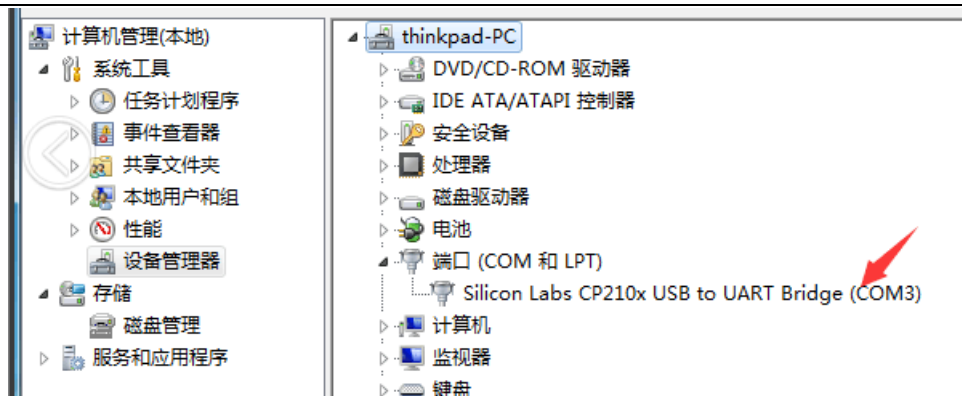 计算机管理(本地)
系统工具
任务计划程序
事件查看器
共享文件夹
本地用户和组
性能
设备管理器
存储
磁盘管理
服务和应用程序
thinkpad-PC
DVD/CD-ROM 驱动器
IDE ATA/ATAPI 控制器
安全设备
处理器
磁盘驱动器
电池
端口 (COM 和 LPT)
Silicon Labs CP210x USB to UART Bridge (COM3)
计算机
监视器
键盘